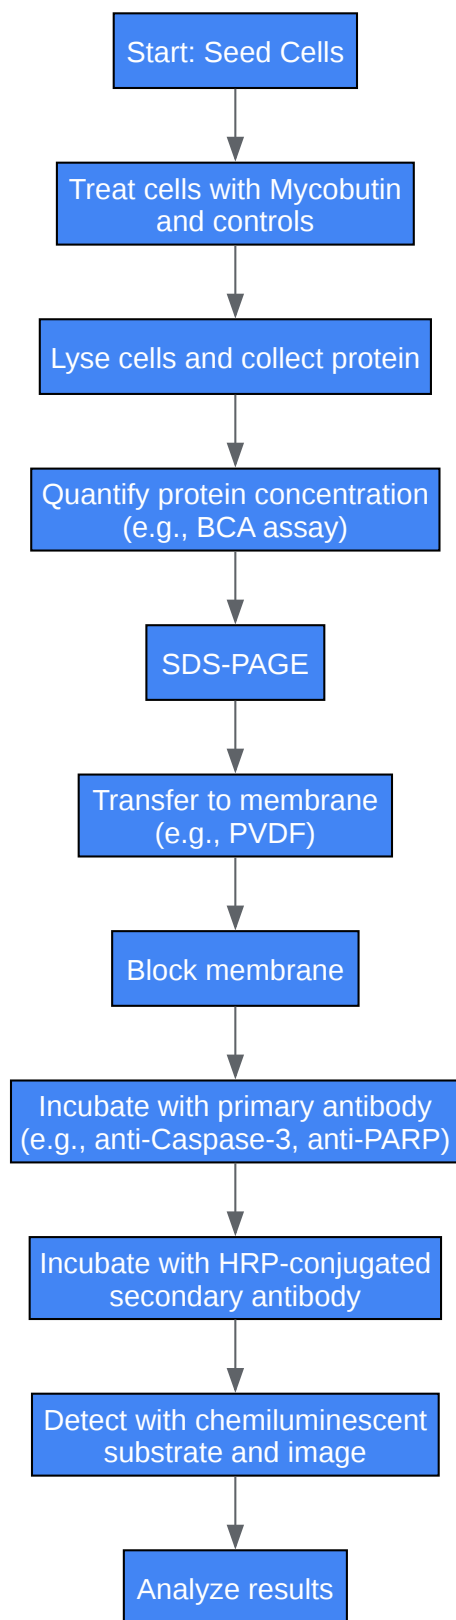 Start: Seed Cells
Treat cells with Mycobutin
and controls
Lyse cells and collect protein
Quantify protein concentration
(e.g., BCA assay)
SDS-PAGE
Transfer to membrane
(e.g., PVDF)
Block membrane
Incubate with primary antibody
(e.g., anti-Caspase-3, anti-PARP)
Incubate with HRP-conjugated
secondary antibody
Detect with chemiluminescent
substrate and image
Analyze results